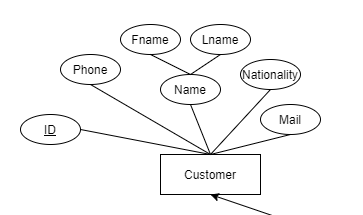 Fname
Lname
Phone
Nationality
Name
Mail
ID
Customer